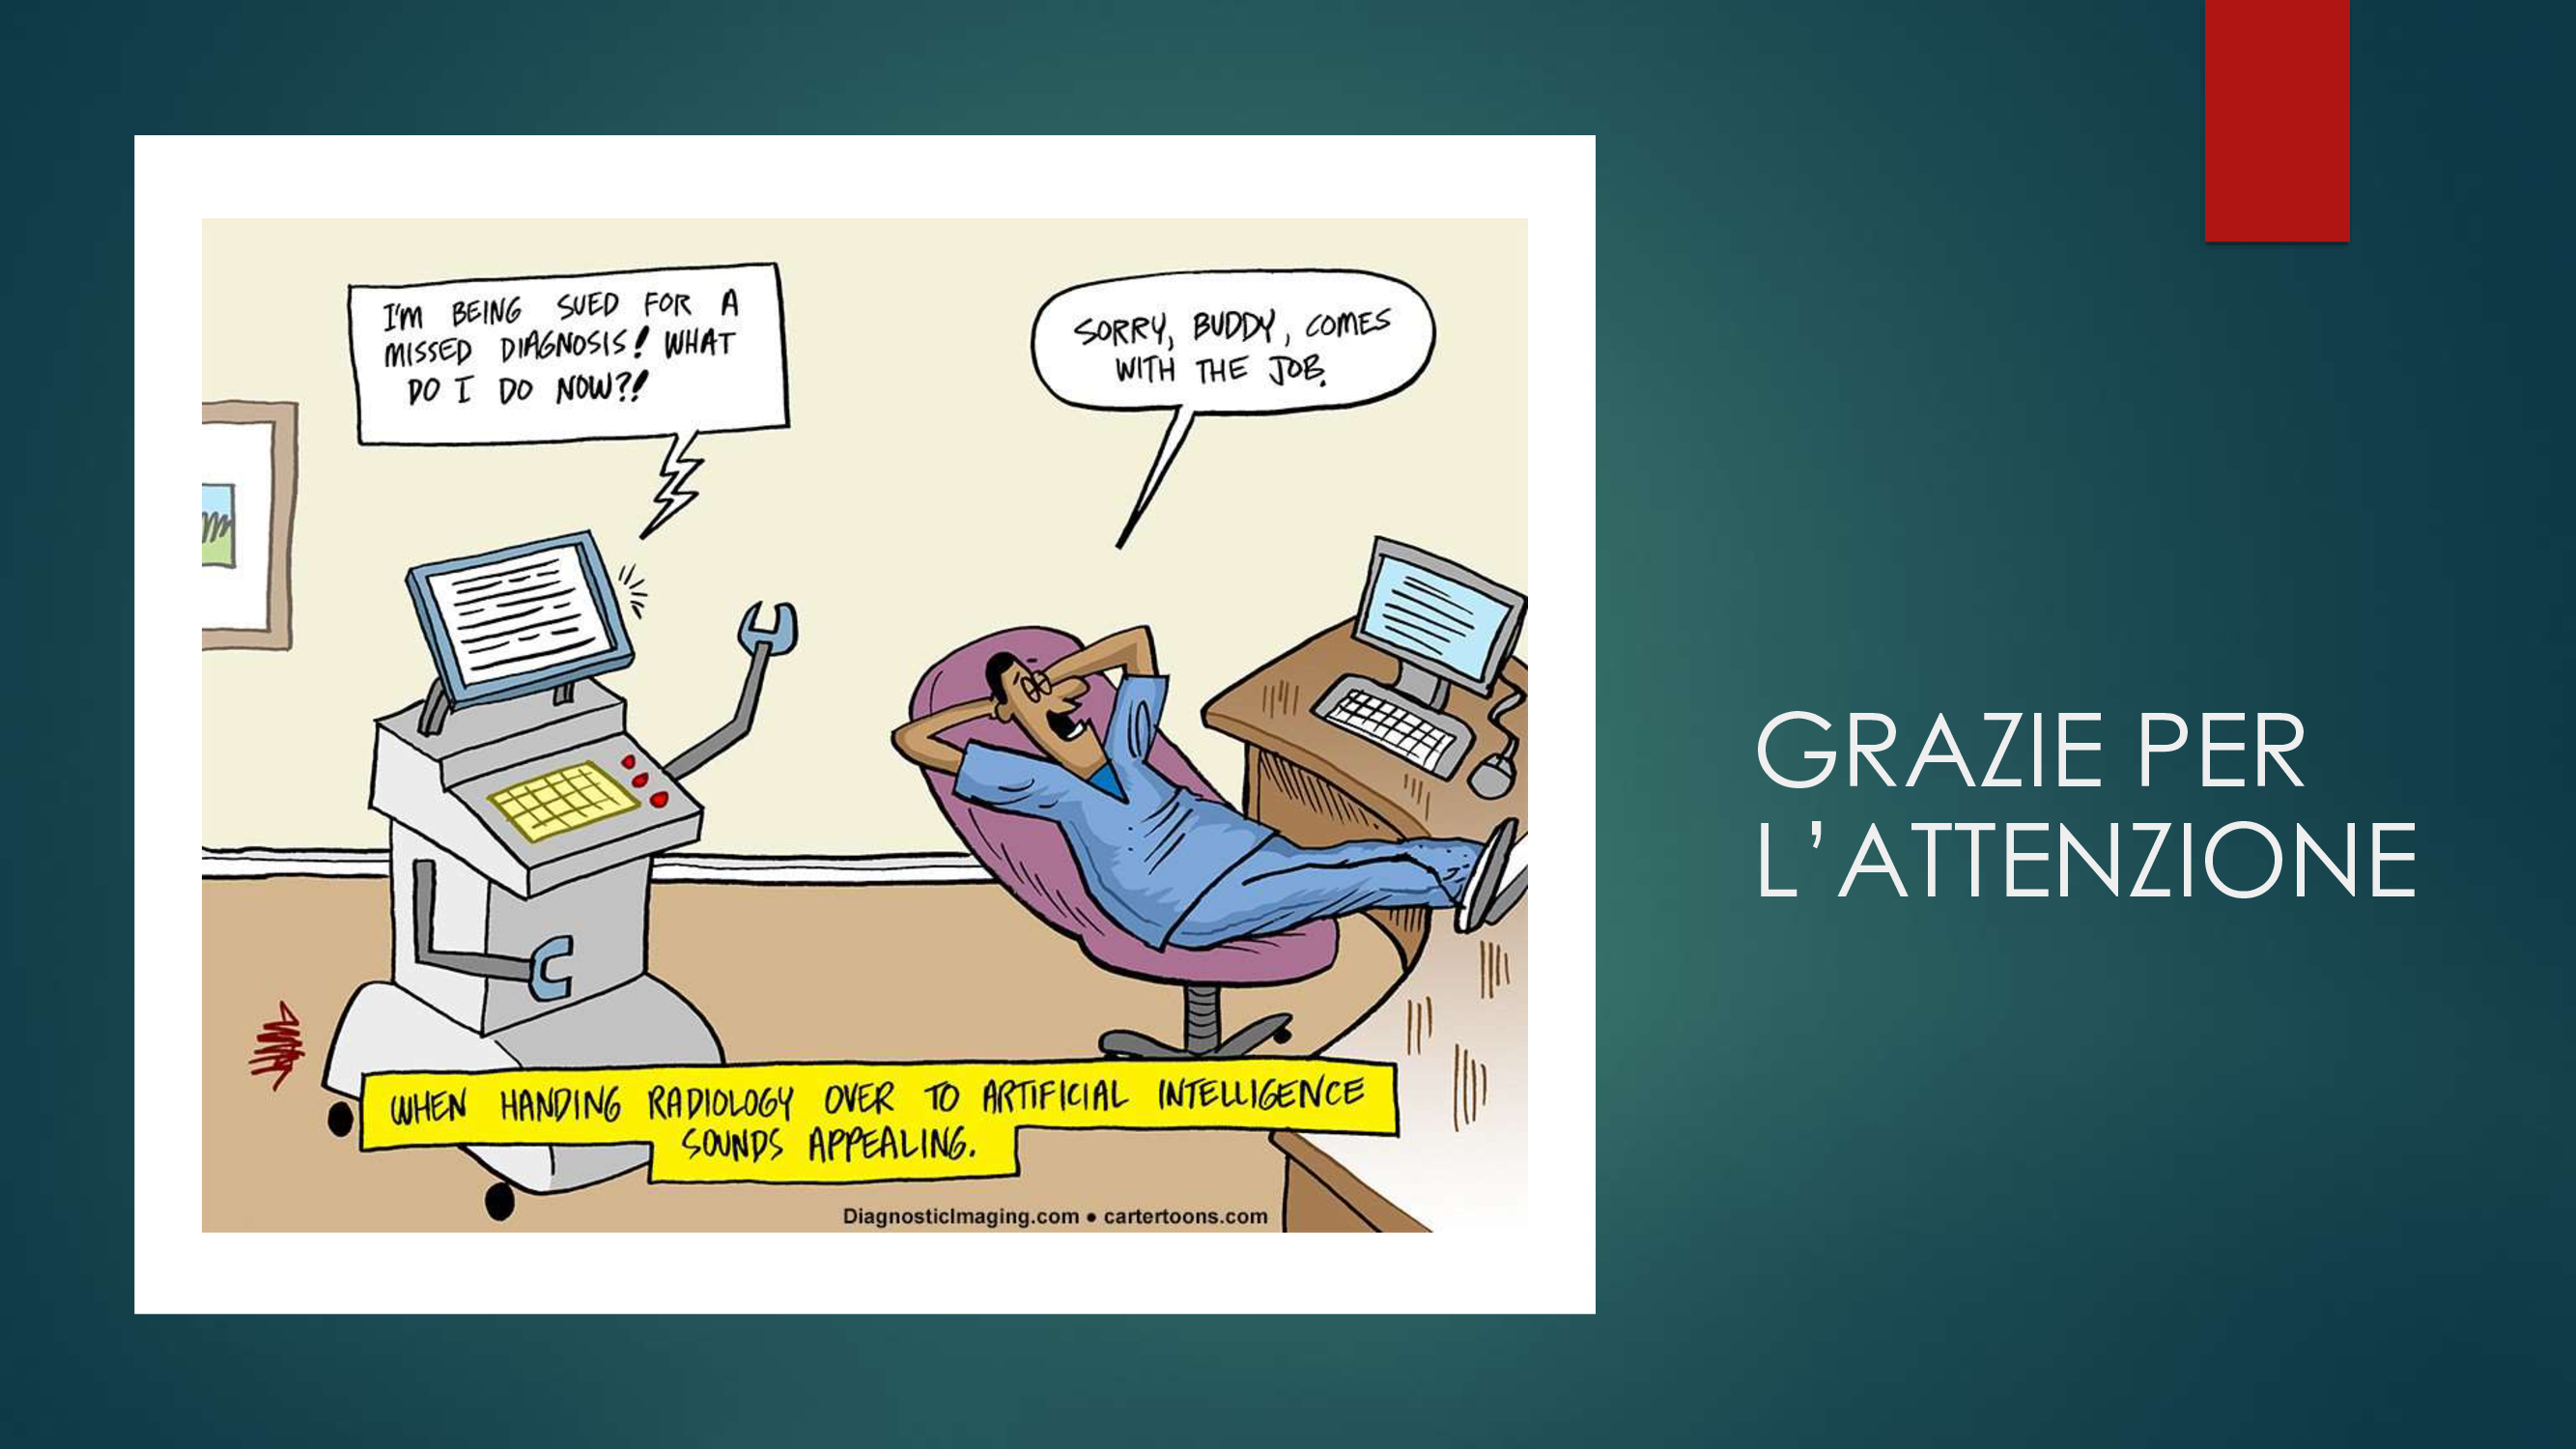 I'M BEING SUED FOR A
MISSED DIAGNOSIS! WHAT
DO I DO NOW?!
SORRY, BUDDY, COMES
WITH THE JOB.
WHEN HANDING RADIOLOGY OVER TO ARTIFICIAL INTELLIGENCE
SOUNDS APPEALING.
DiagnosticImaging.com • cartertoons.com
GRAZIE PER
L’ATTENZIONE